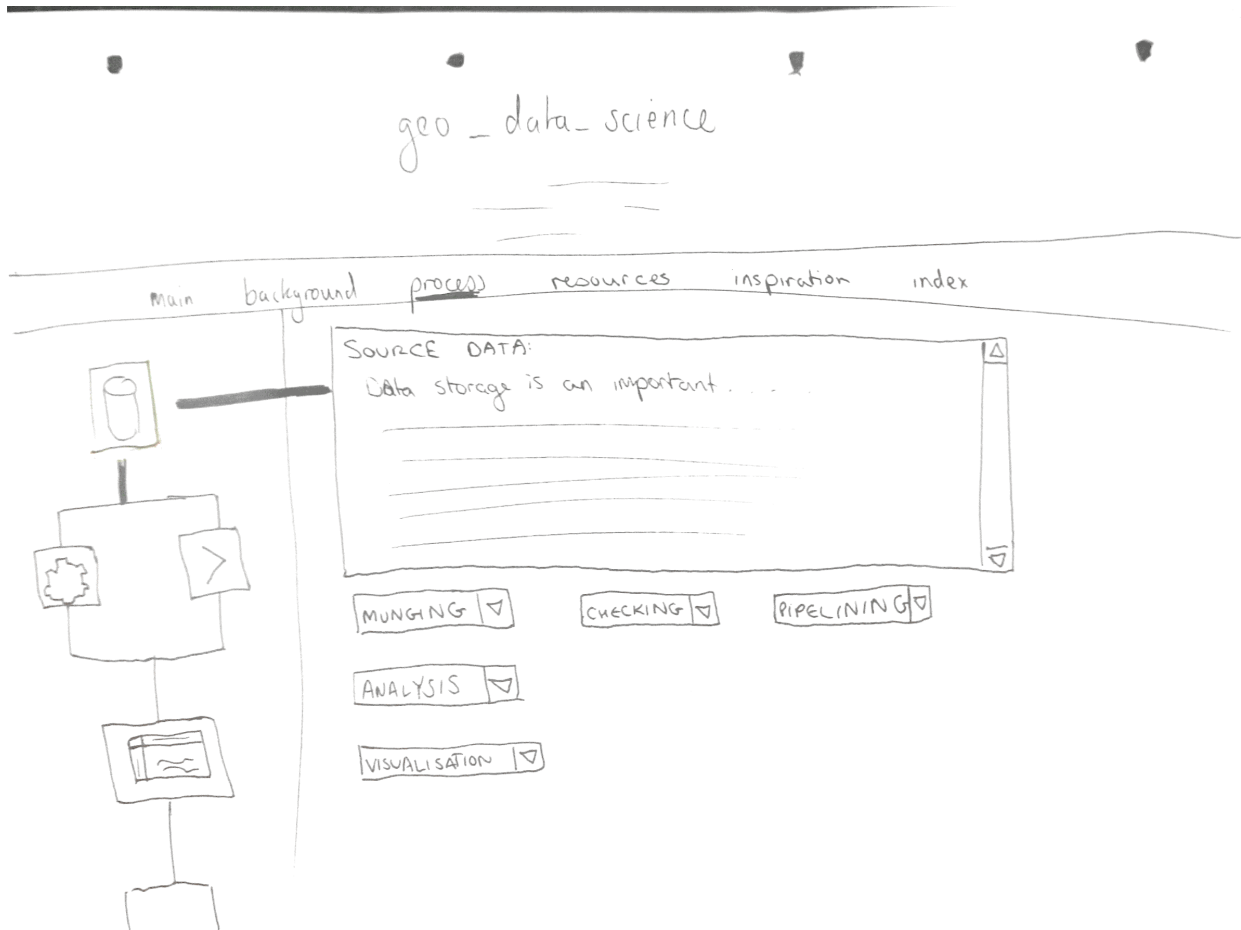 geo_data_science
main background process resources inspiration index
SOURCE DATA:
Data storage is an important....
MUNGING CHECKING PIPELINING
ANALYSIS
VISUALISATION